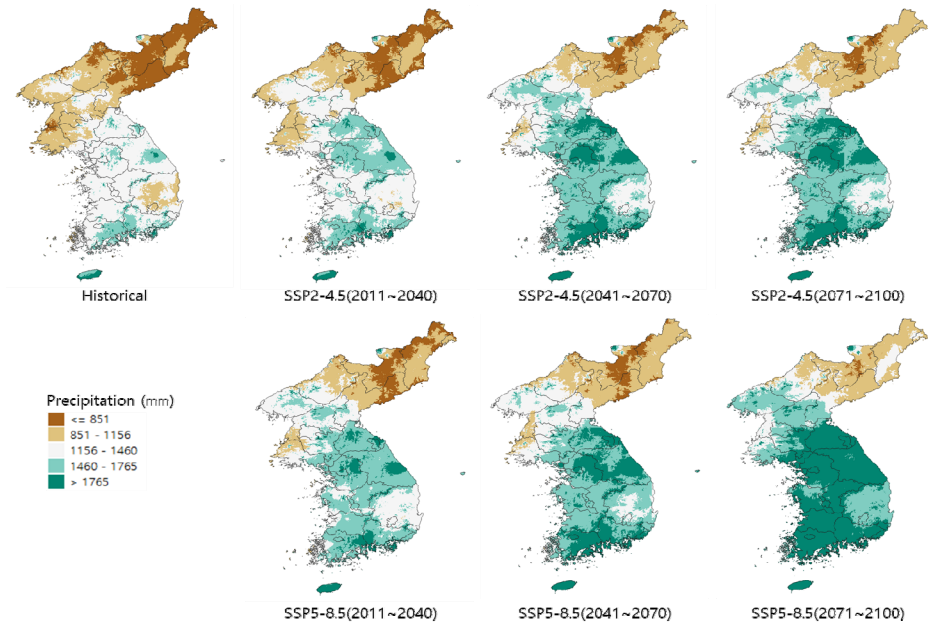 Historical
SSP2-4.5(2011~2040)
SSP2-4.5(2041~2070)
SSP2-4.5(2071~2100)
Precipitation (mm)
<= 851
851 - 1156
1156 - 1460
1460 - 1765
> 1765
SSP5-8.5(2011~2040)
SSP5-8.5(2041~2070)
SSP5-8.5(2071~2100)